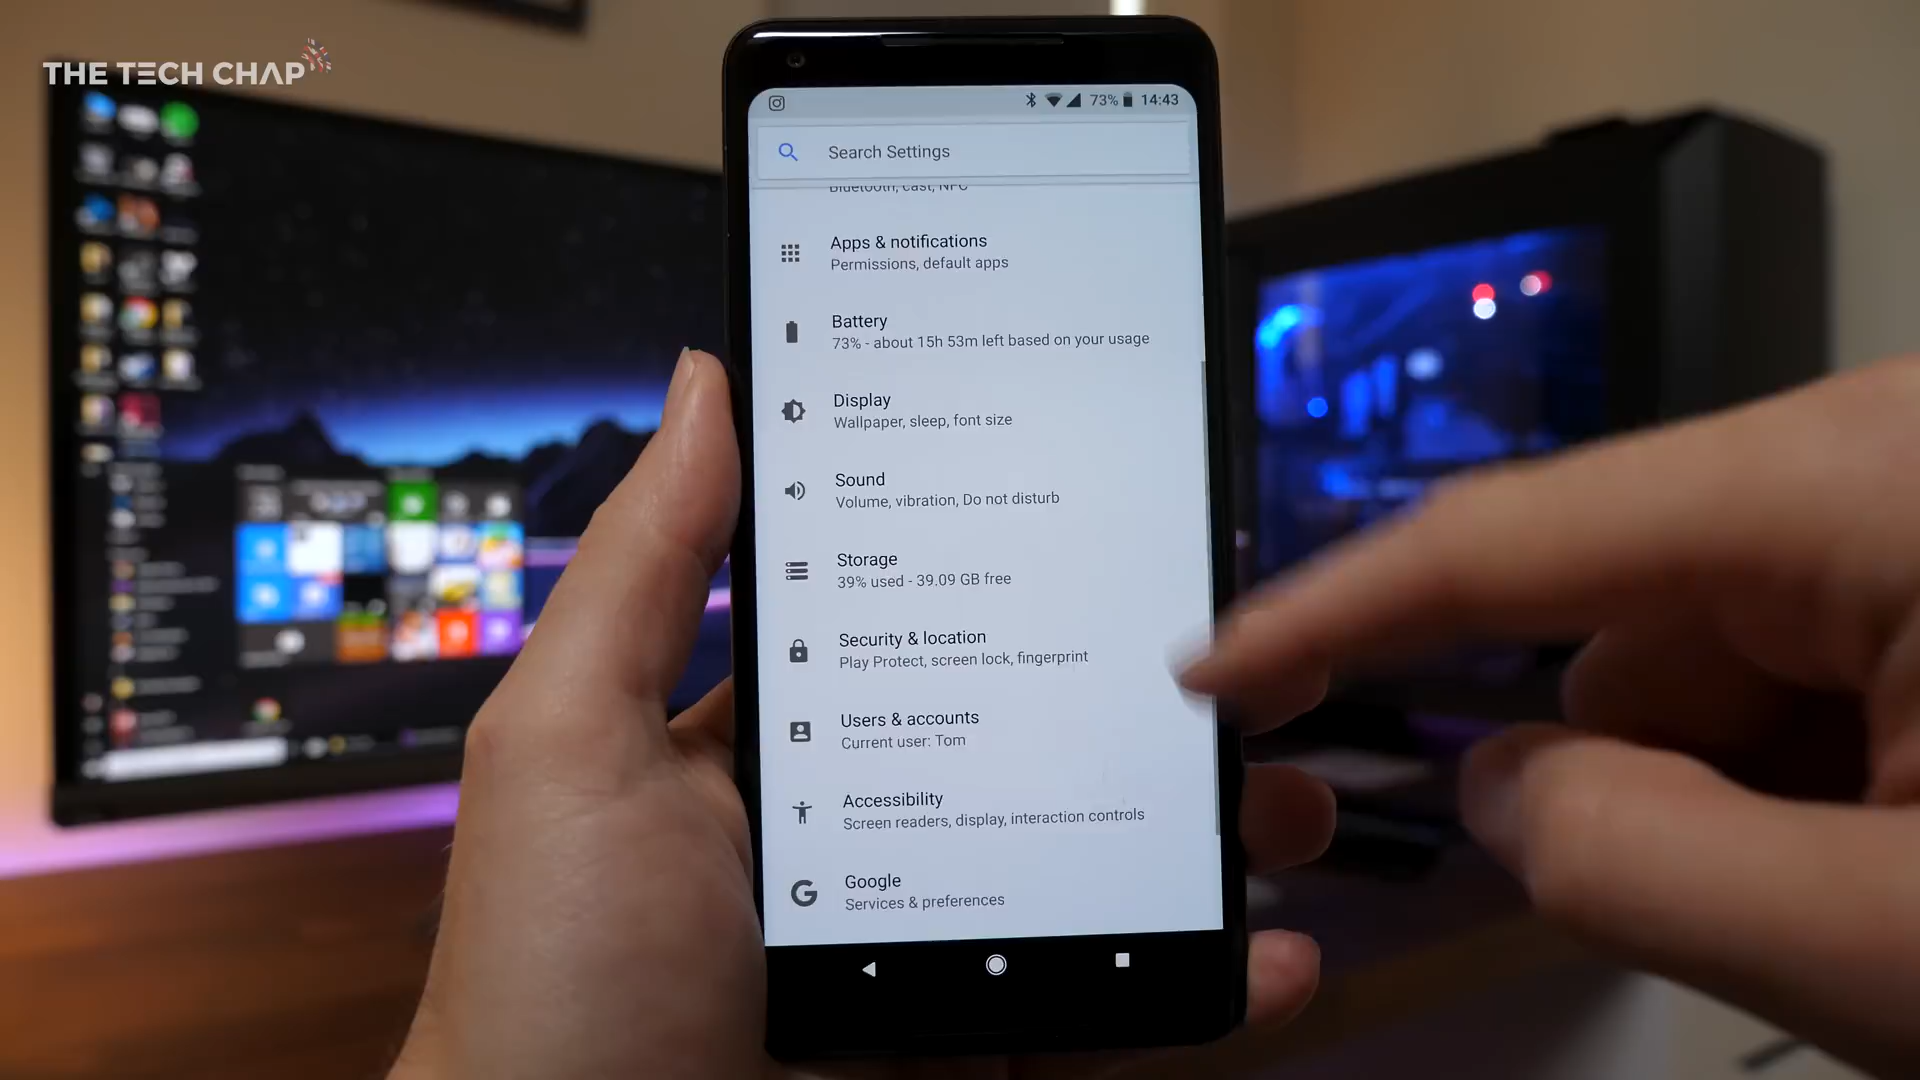 THE TECH CHAP
73% 14:43
Search Settings
Bluetooth, cast, NFC
Apps & notifications
Permissions, default apps
Battery
73% - about 15h 53m left based on your usage
Display
Wallpaper, sleep, font size
Sound
Volume, vibration, Do not disturb
Storage
39% used - 39.09 GB free
Security & location
Play Protect, screen lock, fingerprint
Users & accounts
Current user: Tom
Accessibility
Screen readers, display, interaction controls
Google
Services & preferences